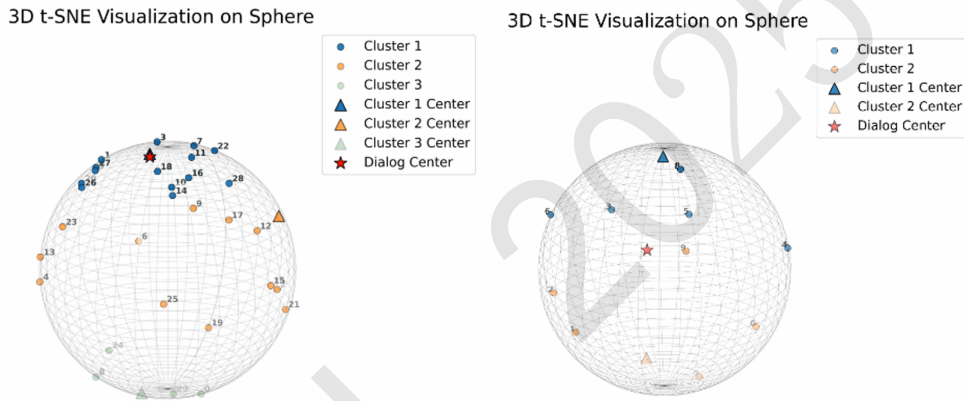 3D t-SNE Visualization on Sphere
Cluster 1
Cluster 2
Cluster 3
Cluster 1 Center
Cluster 2 Center
Cluster 3 Center
Dialog Center
3
7
22
11
1
27
26
18
16
10
14
28
9
17
12
23
6
13
4
15
21
25
19
24
8
3D t-SNE Visualization on Sphere
Cluster 1
Cluster 2
Cluster 1 Center
Cluster 2 Center
Dialog Center
8
3
5
6
4
9
2
1
2025